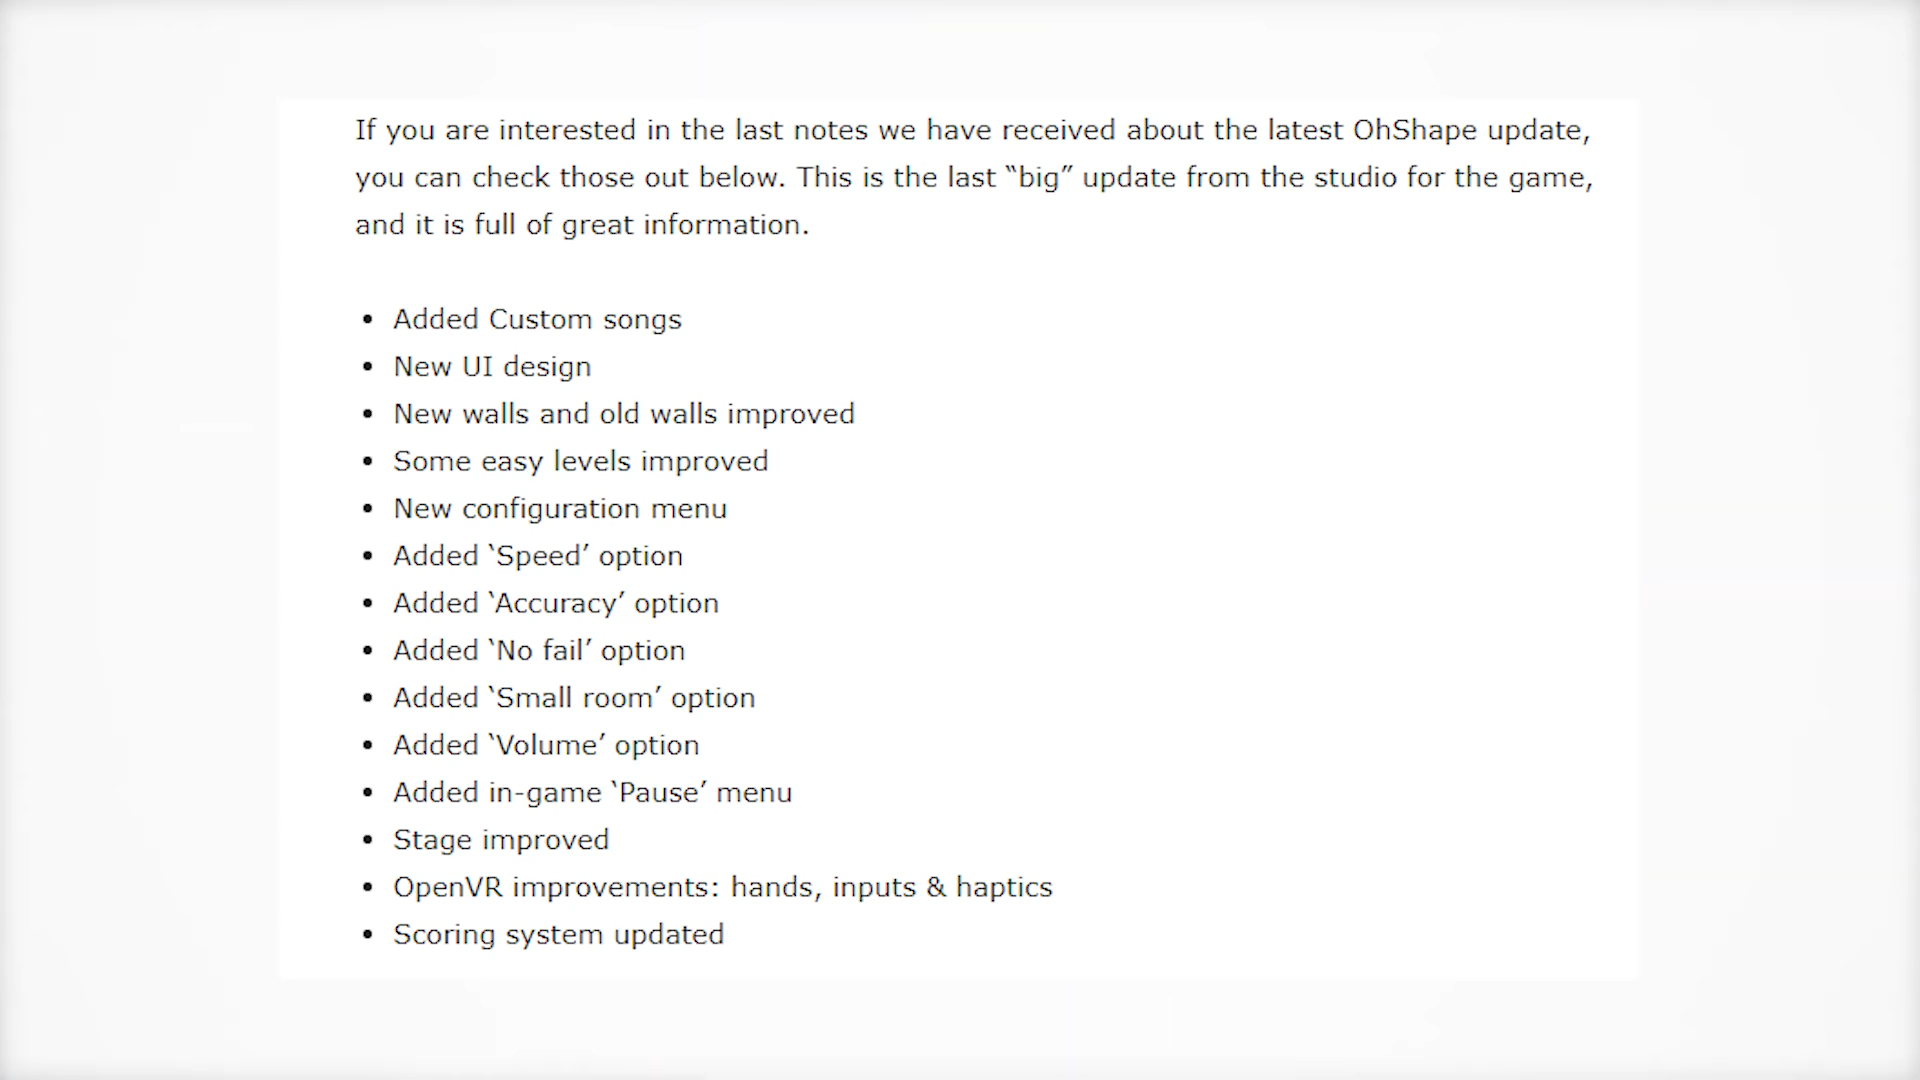 If you are interested in the last notes we have received about the latest OhShape update,
you can check those out below. This is the last “big” update from the studio for the game,
and it is full of great information.
• Added Custom songs
• New UI design
• New walls and old walls improved
• Some easy levels improved
• New configuration menu
• Added ‘Speed’ option
• Added ‘Accuracy’ option
• Added ‘No fail’ option
• Added ‘Small room’ option
• Added ‘Volume’ option
• Added in-game ‘Pause’ menu
• Stage improved
• OpenVR improvements: hands, inputs & haptics
• Scoring system updated